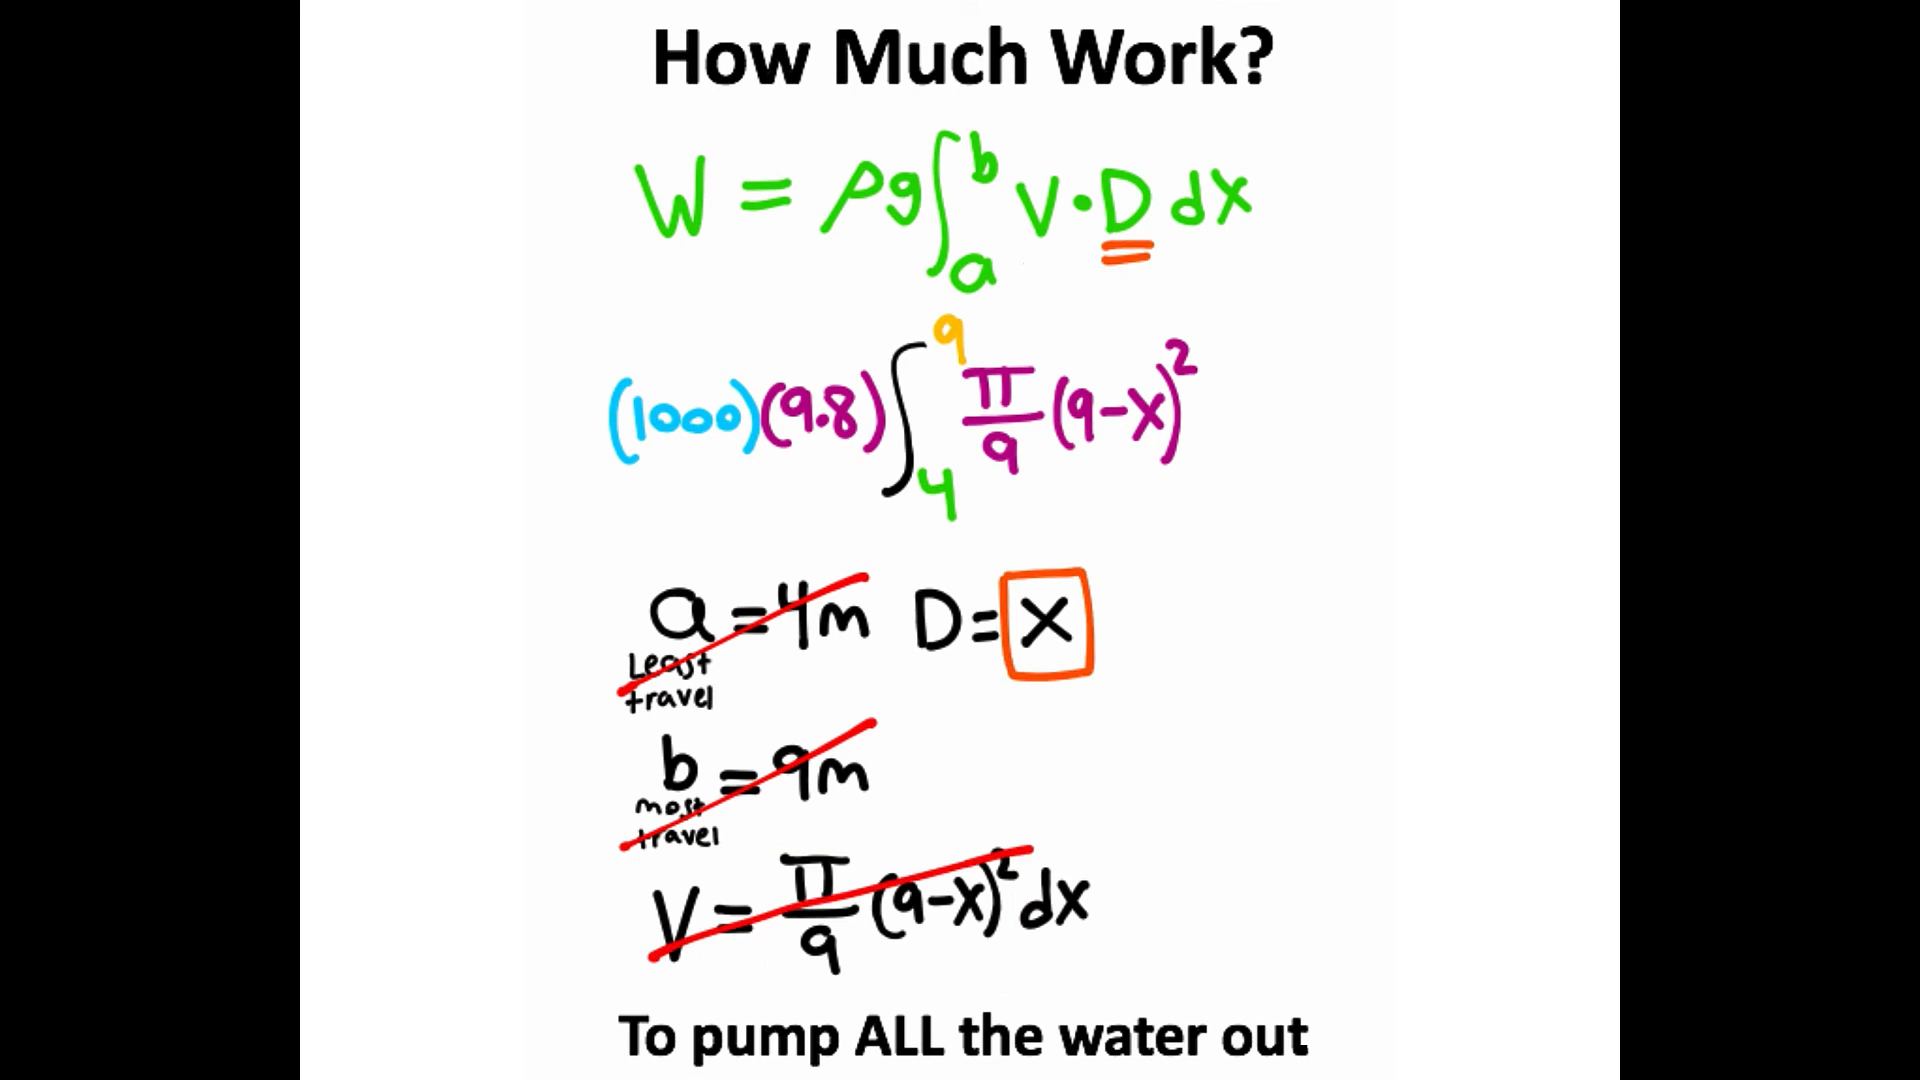 How Much Work?
W = ρg∫ₐᵇ V·D dx
(1000)(9.8)∫₄⁹ π/9 (9-x)²
a = 4m D = x
Least
travel
b = 9m
most
travel
V = π/9 (9-x)² dx
To pump ALL the water out